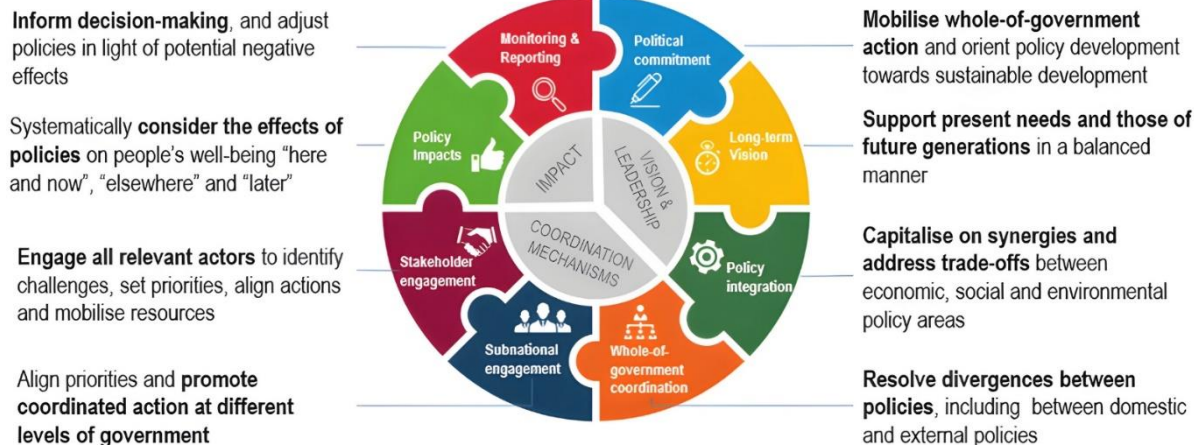 Inform decision-making, and adjust
policies in light of potential negative
effects
Systematically consider the effects of
policies on people's well-being "here
and now", "elsewhere" and "later"
Engage all relevant actors to identify
challenges, set priorities, align actions
and mobilise resources
Align priorities and promote
coordinated action at different
levels of government
Monitoring &
Reporting
Political
commitment
Policy
Impacts
Long-term
Vision
IMPACT
VISION &
LEADERSHIP
COORDINATION
MECHANISMS
Stakeholder
engagement
Policy
integration
Subnational
engagement
Whole-of-
government
coordination
Mobilise whole-of-government
action and orient policy development
towards sustainable development
Support present needs and those of
future generations in a balanced
manner
Capitalise on synergies and
address trade-offs between
economic, social and environmental
policy areas
Resolve divergences between
policies, including between domestic
and external policies